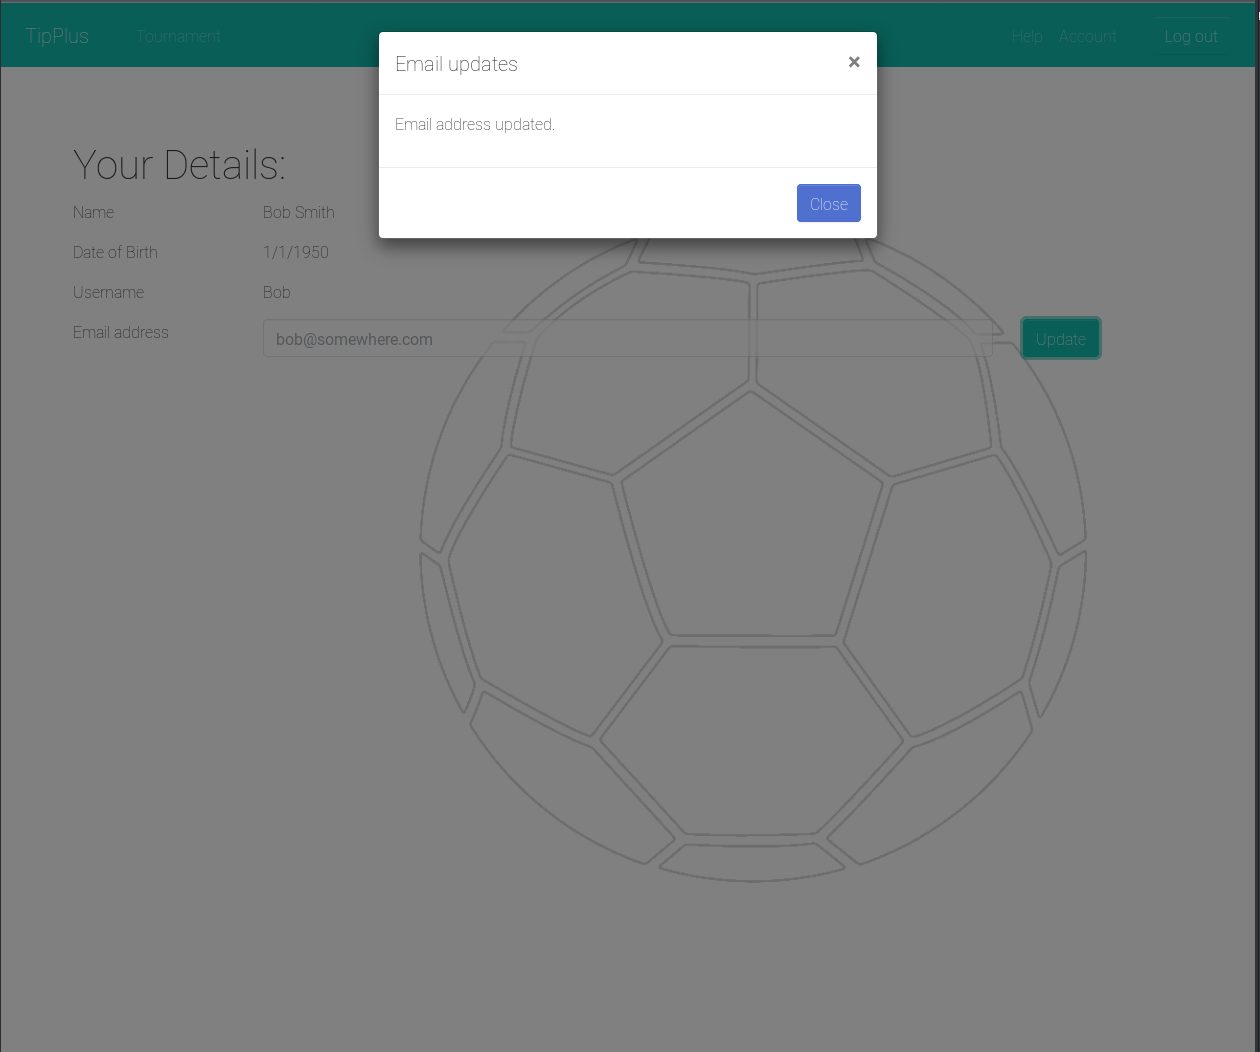 TipPlus Tournament Help Account Log out
Email updates ×
Email address updated.
Close
Your Details:
Name Bob Smith
Date of Birth 1/1/1950
Username Bob
Email address bob@somewhere.com Update